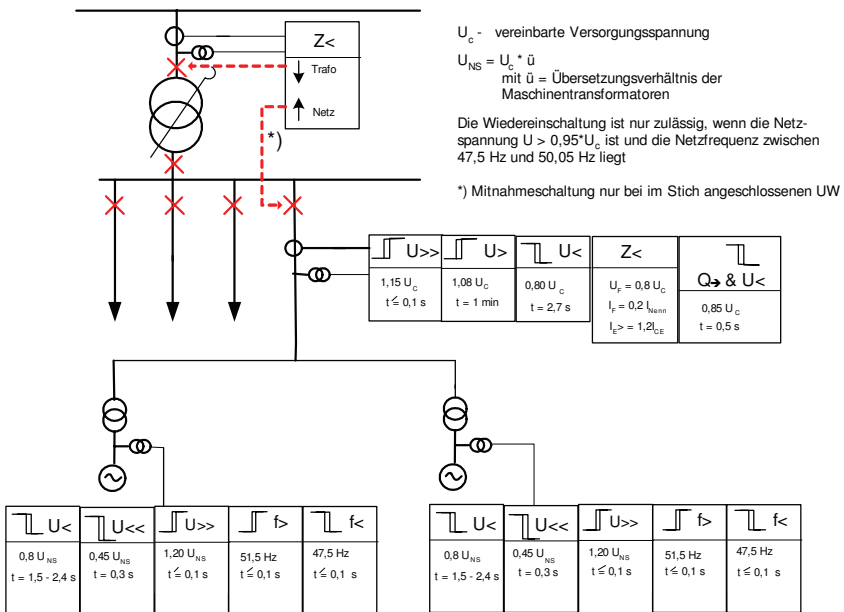 Z<
Trafo
Netz
*)
U_c - vereinbarte Versorgungsspannung
U_NS = U_c * ü
mit ü = Übersetzungsverhältnis der
Maschinentransformatoren
Die Wiedereinschaltung ist nur zulässig, wenn die Netz-
spannung U > 0,95*U_c ist und die Netzfrequenz zwischen
47,5 Hz und 50,05 Hz liegt
*) Mitnahmeschaltung nur bei im Stich angeschlossenen UW
U>>
1,15 U_C
t ≤ 0,1 s
U>
1,08 U_C
t = 1 min
U<
0,80 U_C
t = 2,7 s
Z<
U_F = 0,8 U_C
I_F = 0,2 I_Nenn
I_E> = 1,2I_CE
Q→ & U<
0,85 U_C
t = 0,5 s
U<
0,8 U_NS
t = 1,5 - 2,4 s
U<<
0,45 U_NS
t = 0,3 s
U>>
1,20 U_NS
t ≤ 0,1 s
f>
51,5 Hz
t ≤ 0,1 s
f<
47,5 Hz
t ≤ 0,1 s
U<
0,8 U_NS
t = 1,5 - 2,4 s
U<<
0,45 U_NS
t = 0,3 s
U>>
1,20 U_NS
t ≤ 0,1 s
f>
51,5 Hz
t ≤ 0,1 s
f<
47,5 Hz
t ≤ 0,1 s